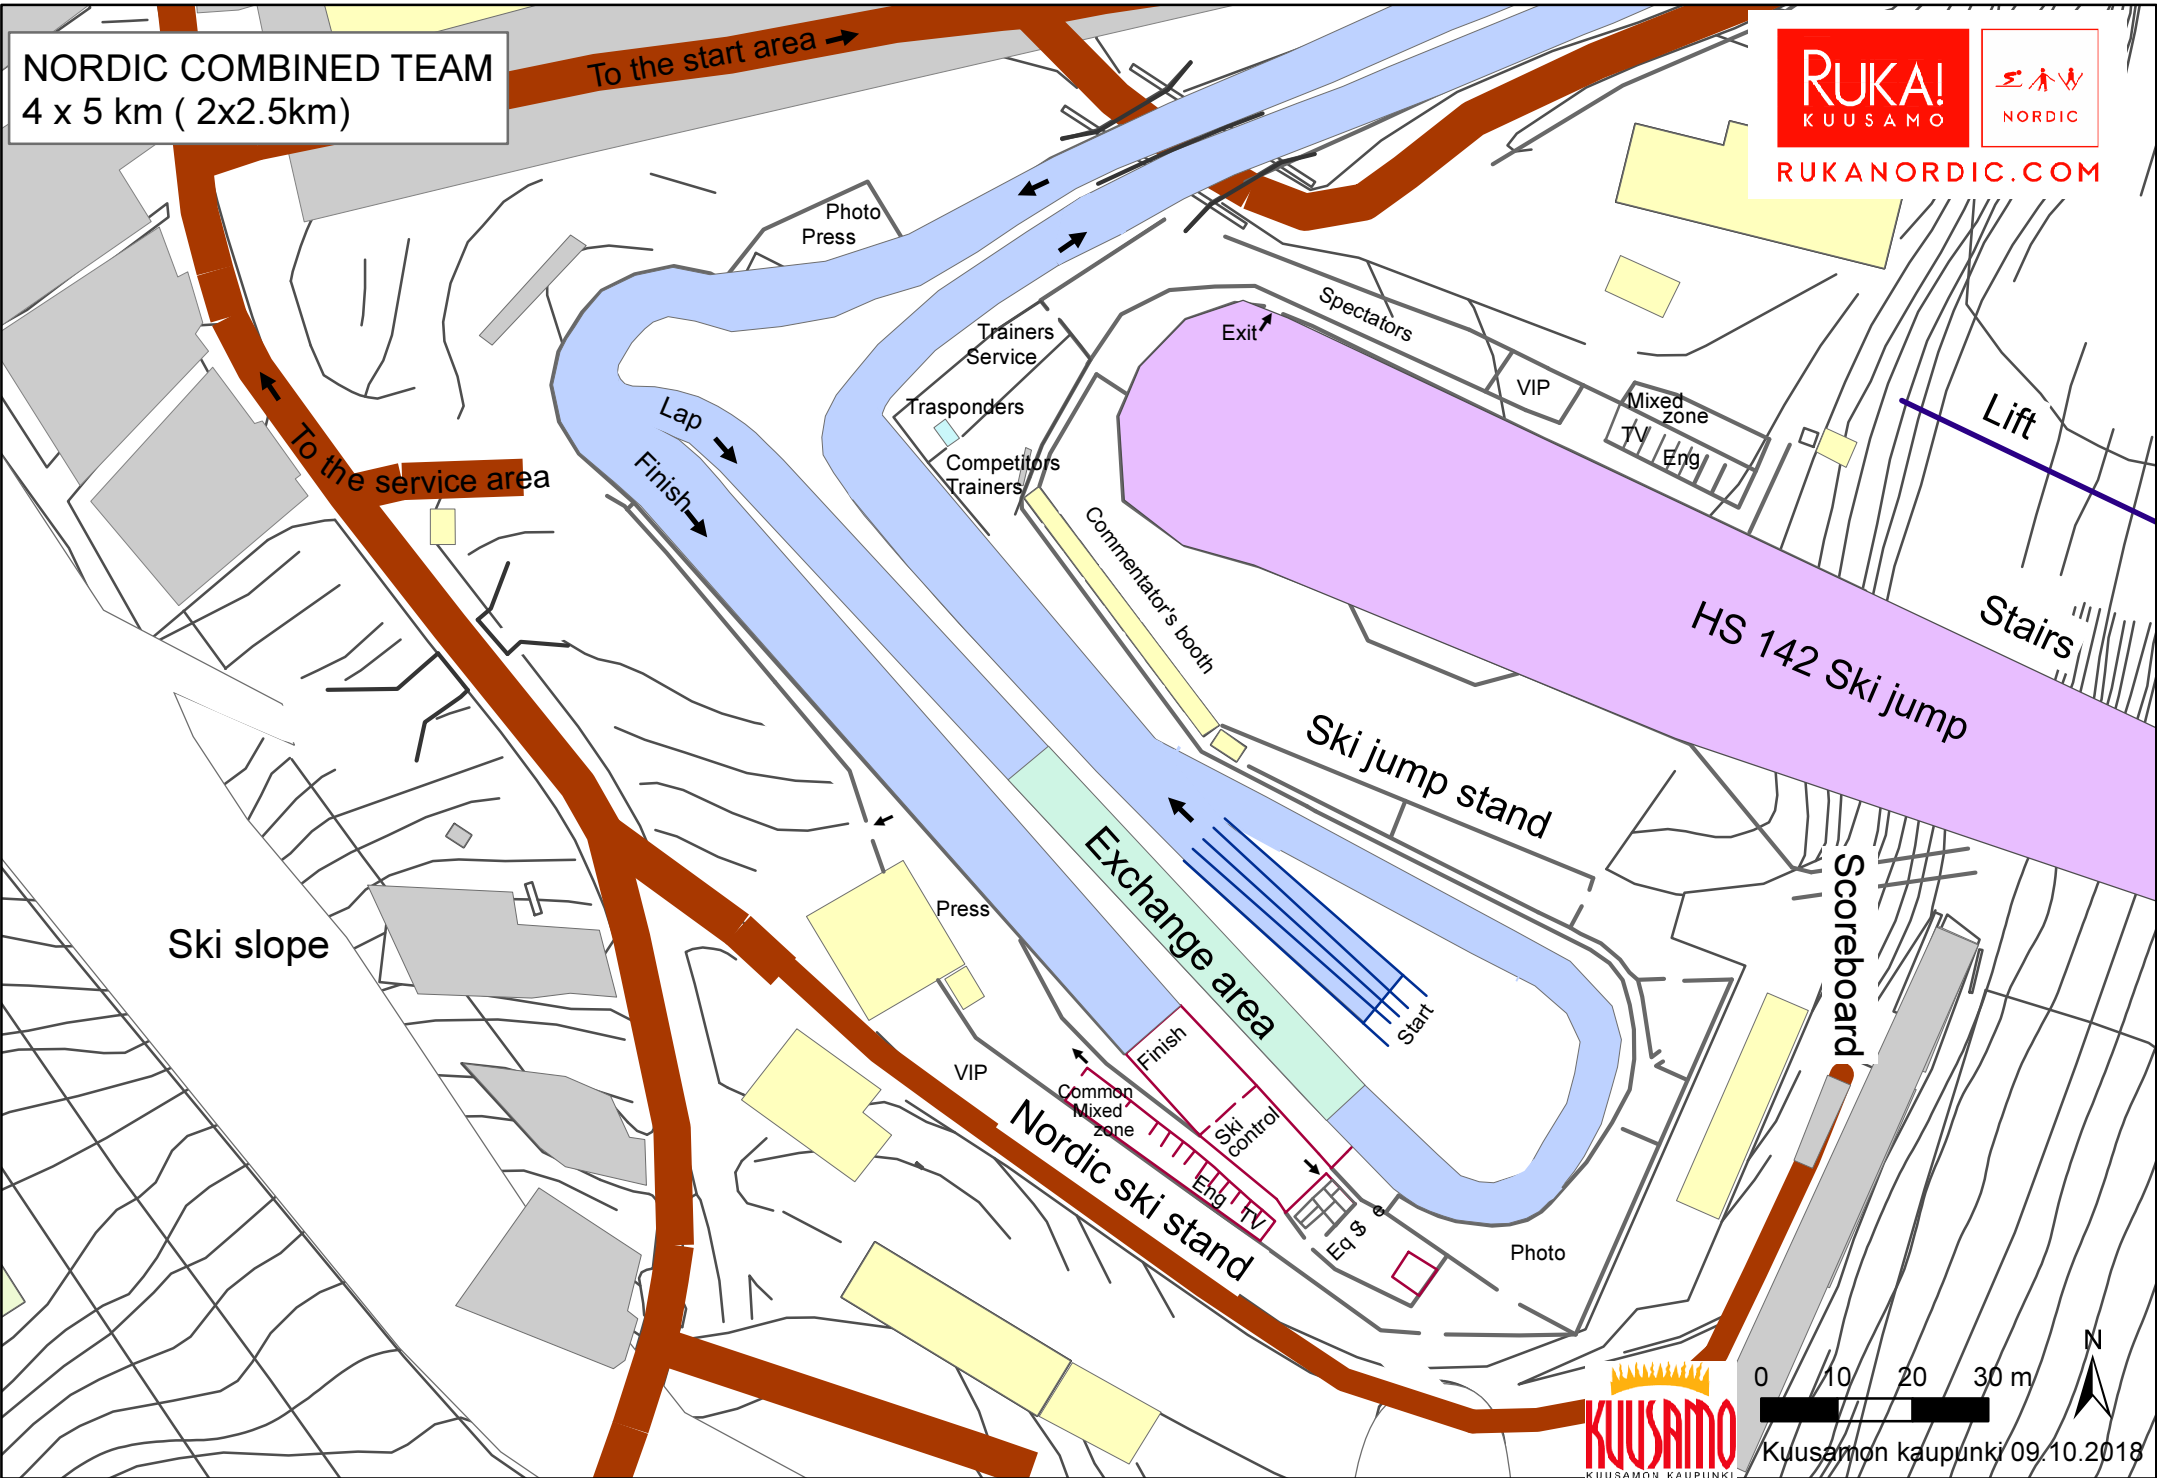 NORDIC COMBINED TEAM
4 x 5 km ( 2x2.5km)
To the start area
RUKA!
KUUSAMO
NORDIC
RUKANORDIC.COM
Photo
Press
Trainers
Service
Trasponders
Competitors
Trainers
Exit
Spectators
VIP
Mixed
zone
TV
Eng
Lift
Stairs
HS 142 Ski jump
Lap
Finish
To the service area
Commentator's booth
Ski jump stand
Scoreboard
Exchange area
Start
Ski slope
Press
VIP
Finish
Ski
control
Common
Mixed
zone
Eng
TV
Nordic ski stand
Eq & e
Photo
KUUSAMO
KUUSAMON KAUPUNKI
0 10 20 30 m
N
Kuusamon kaupunki 09.10.2018